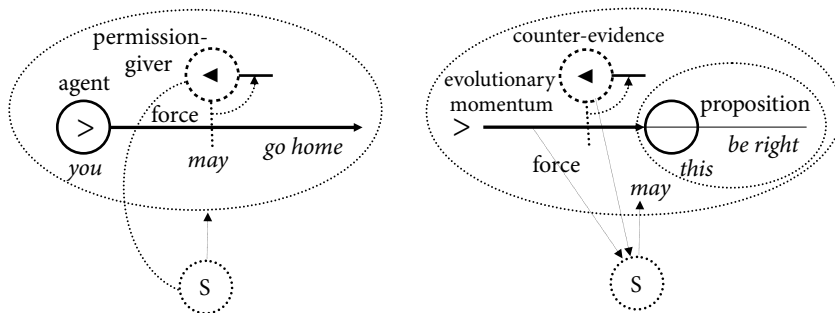 permission-
giver
agent
>
force
you
may
go home
S
counter-evidence
evolutionary
momentum
proposition
>
be right
force
this
may
S